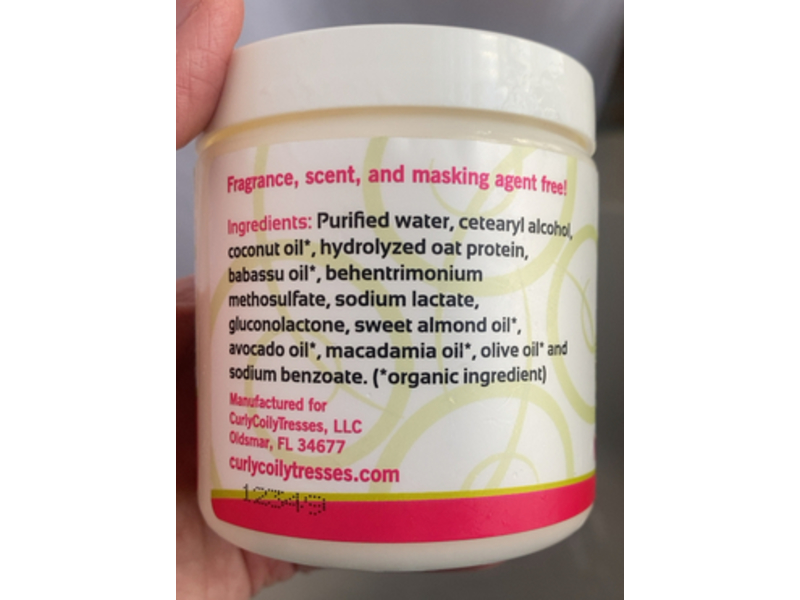 Fragrance, scent, and masking agent free!
Ingredients: Purified water, cetearyl alcohol,
coconut oil*, hydrolyzed oat protein,
babassu oil*, behentrimonium
methosulfate, sodium lactate,
gluconolactone, sweet almond oil*,
avocado oil*, macadamia oil*, olive oil* and
sodium benzoate. (*organic ingredient)
Manufactured for
CurlyCoilyTresses, LLC
Oldsmar, FL 34677
curlycoilytresses.com
12349